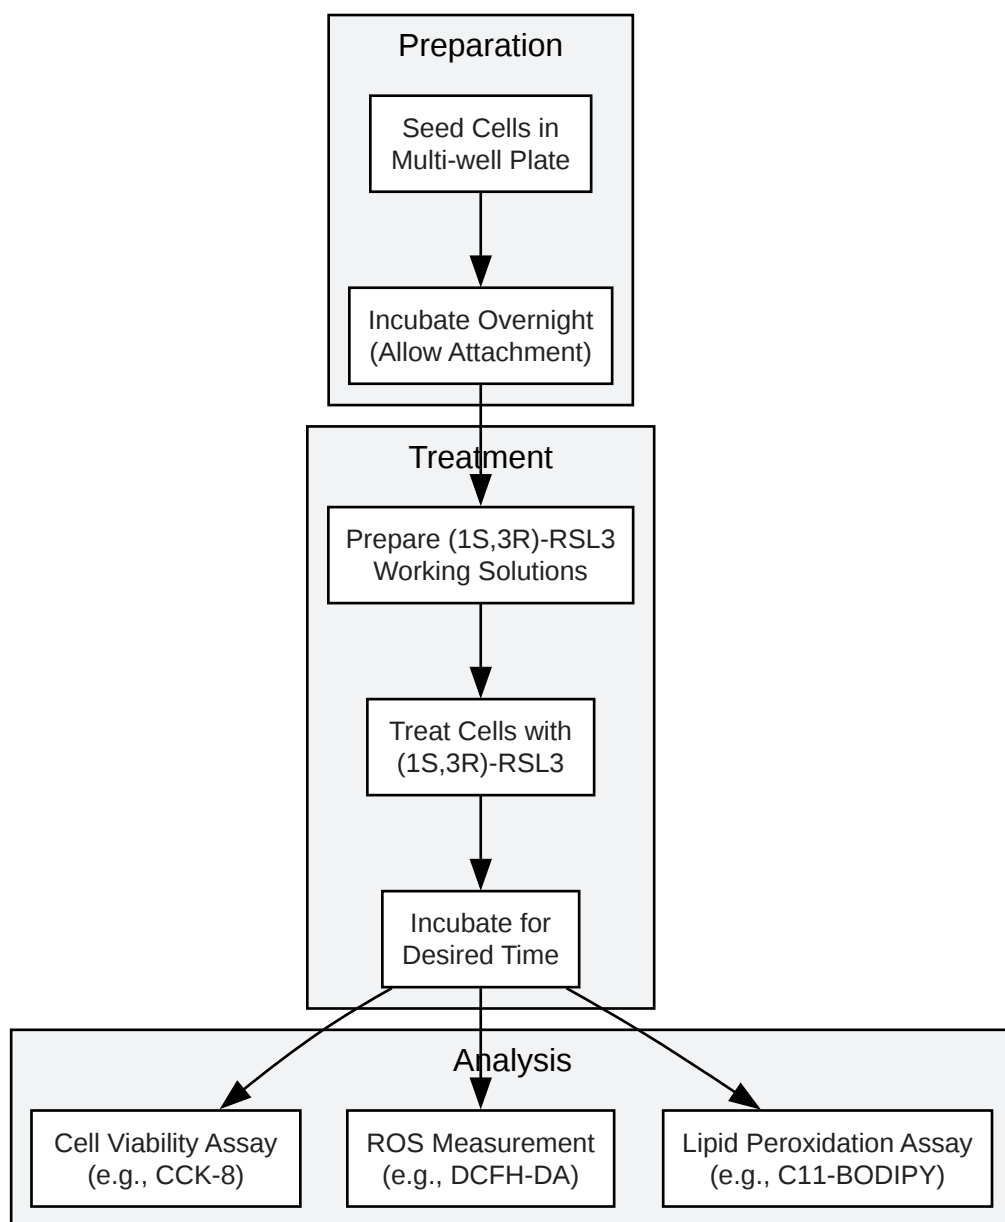 Preparation
Seed Cells in
Multi-well Plate
Incubate Overnight
(Allow Attachment)
Treatment
Prepare (1S,3R)-RSL3
Working Solutions
Treat Cells with
(1S,3R)-RSL3
Incubate for
Desired Time
Analysis
Cell Viability Assay
(e.g., CCK-8)
ROS Measurement
(e.g., DCFH-DA)
Lipid Peroxidation Assay
(e.g., C11-BODIPY)